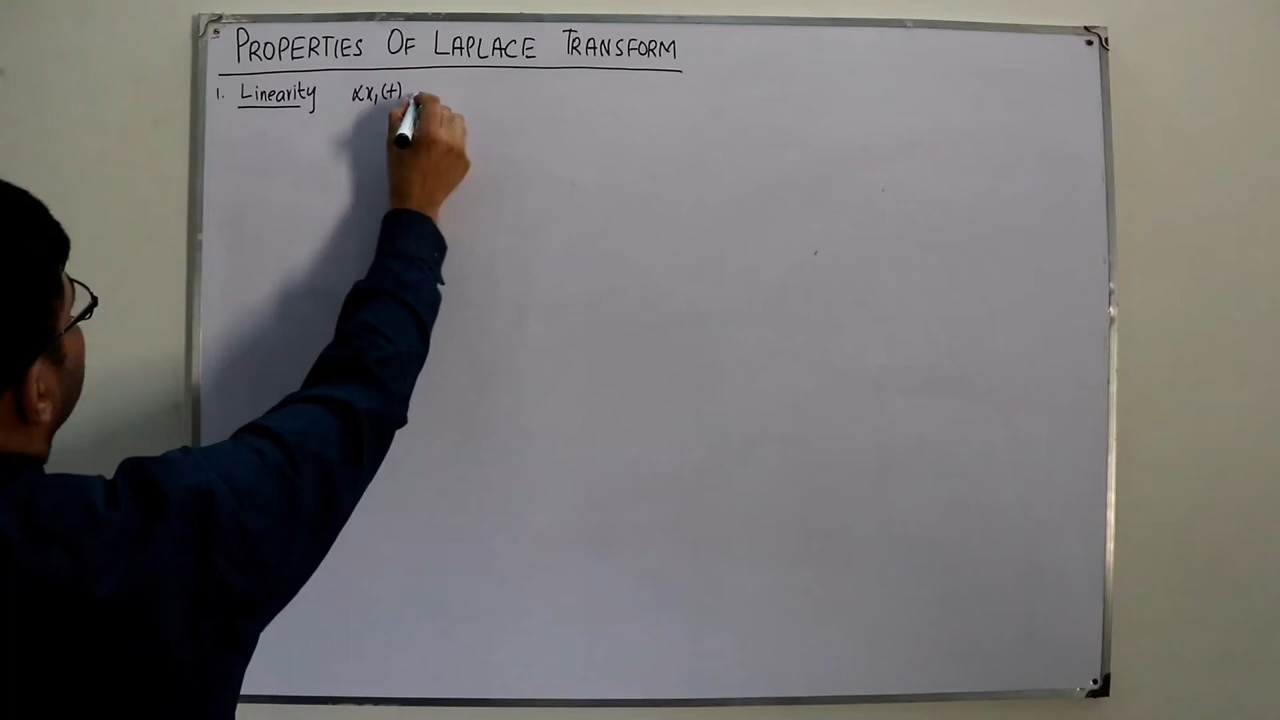 PROPERTIES OF LAPLACE TRANSFORM
1. Linearity αx₁(t)